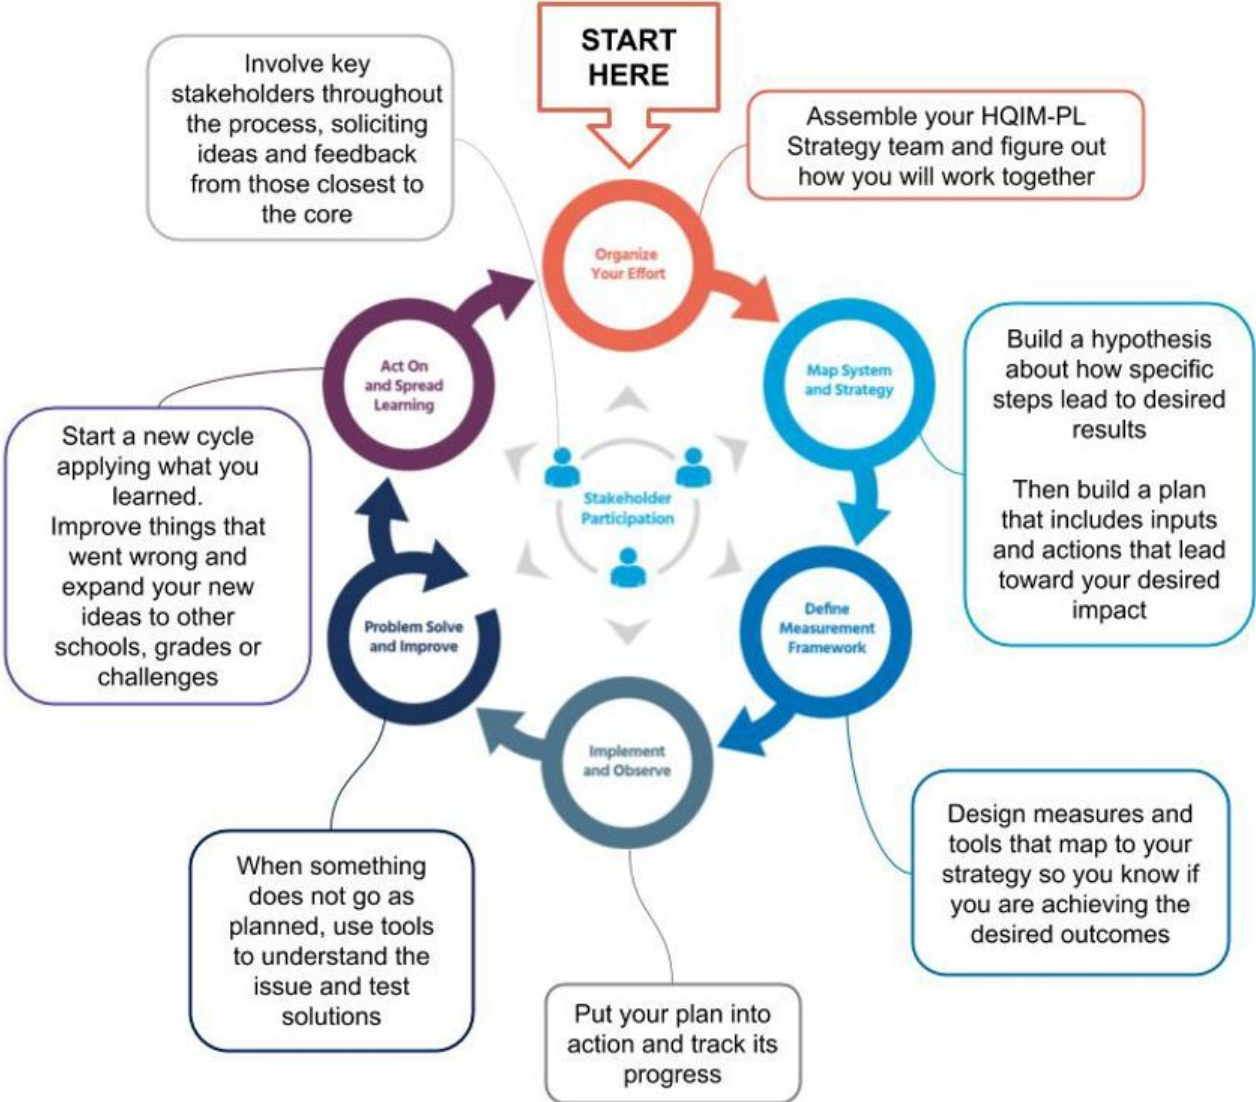 START
HERE
Involve key
stakeholders throughout
the process, soliciting
ideas and feedback
from those closest to
the core
Assemble your HQIM-PL
Strategy team and figure out
how you will work together
Organize
Your Effort
Map System
and Strategy
Build a hypothesis
about how specific
steps lead to desired
results
Then build a plan
that includes inputs
and actions that lead
toward your desired
impact
Define
Measurement
Framework
Design measures and
tools that map to your
strategy so you know if
you are achieving the
desired outcomes
Implement
and Observe
Put your plan into
action and track its
progress
Problem Solve
and Improve
When something
does not go as
planned, use tools
to understand the
issue and test
solutions
Act On
and Spread
Learning
Start a new cycle
applying what you
learned.
Improve things that
went wrong and
expand your new
ideas to other
schools, grades or
challenges
Stakeholder
Participation